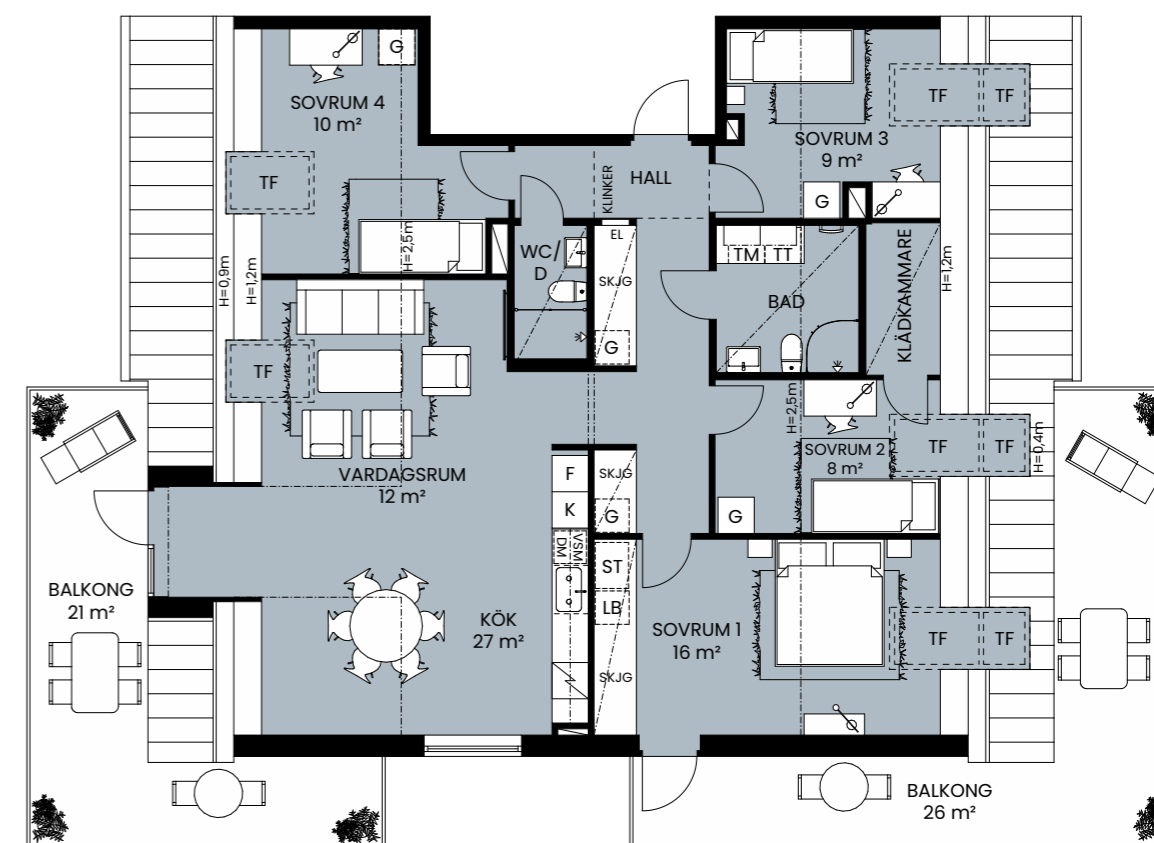 G
SOVRUM 4
10 m²
TF
H=2,5m
H=0,9m
H=1,2m
TF
KLINKER
HALL
WC/
D
EL
SKJG
G
SOVRUM 3
9 m²
TF
TF
G
TM
TT
BAD
KLÄDKAMMARE
H=1,2m
VARDAGSRUM
12 m²
F
K
DM
VSM
SKJG
G
H=2,5m
SOVRUM 2
8 m²
TF
TF
H=0,4m
G
BALKONG
21 m²
KÖK
27 m²
ST
LB
SKJG
SOVRUM 1
16 m²
TF
TF
BALKONG
26 m²